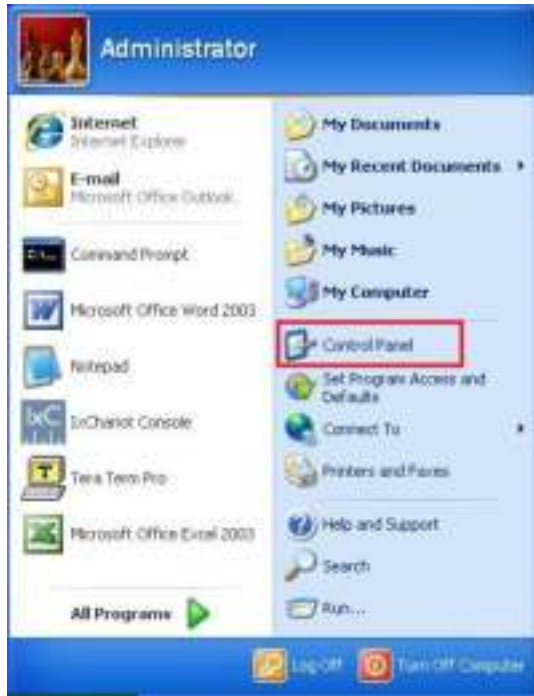 Administrator
Internet
Internet Explorer
E-mail
Microsoft Office Outlook
Command Prompt
Microsoft Office Word 2003
Notepad
IxChariot Console
Tera Term Pro
Microsoft Office Excel 2003
All Programs
My Documents
My Recent Documents
My Pictures
My Music
My Computer
Control Panel
Set Program Access and
Defaults
Connect To
Printers and Faxes
Help and Support
Search
Run...
Log Off
Turn Off Computer